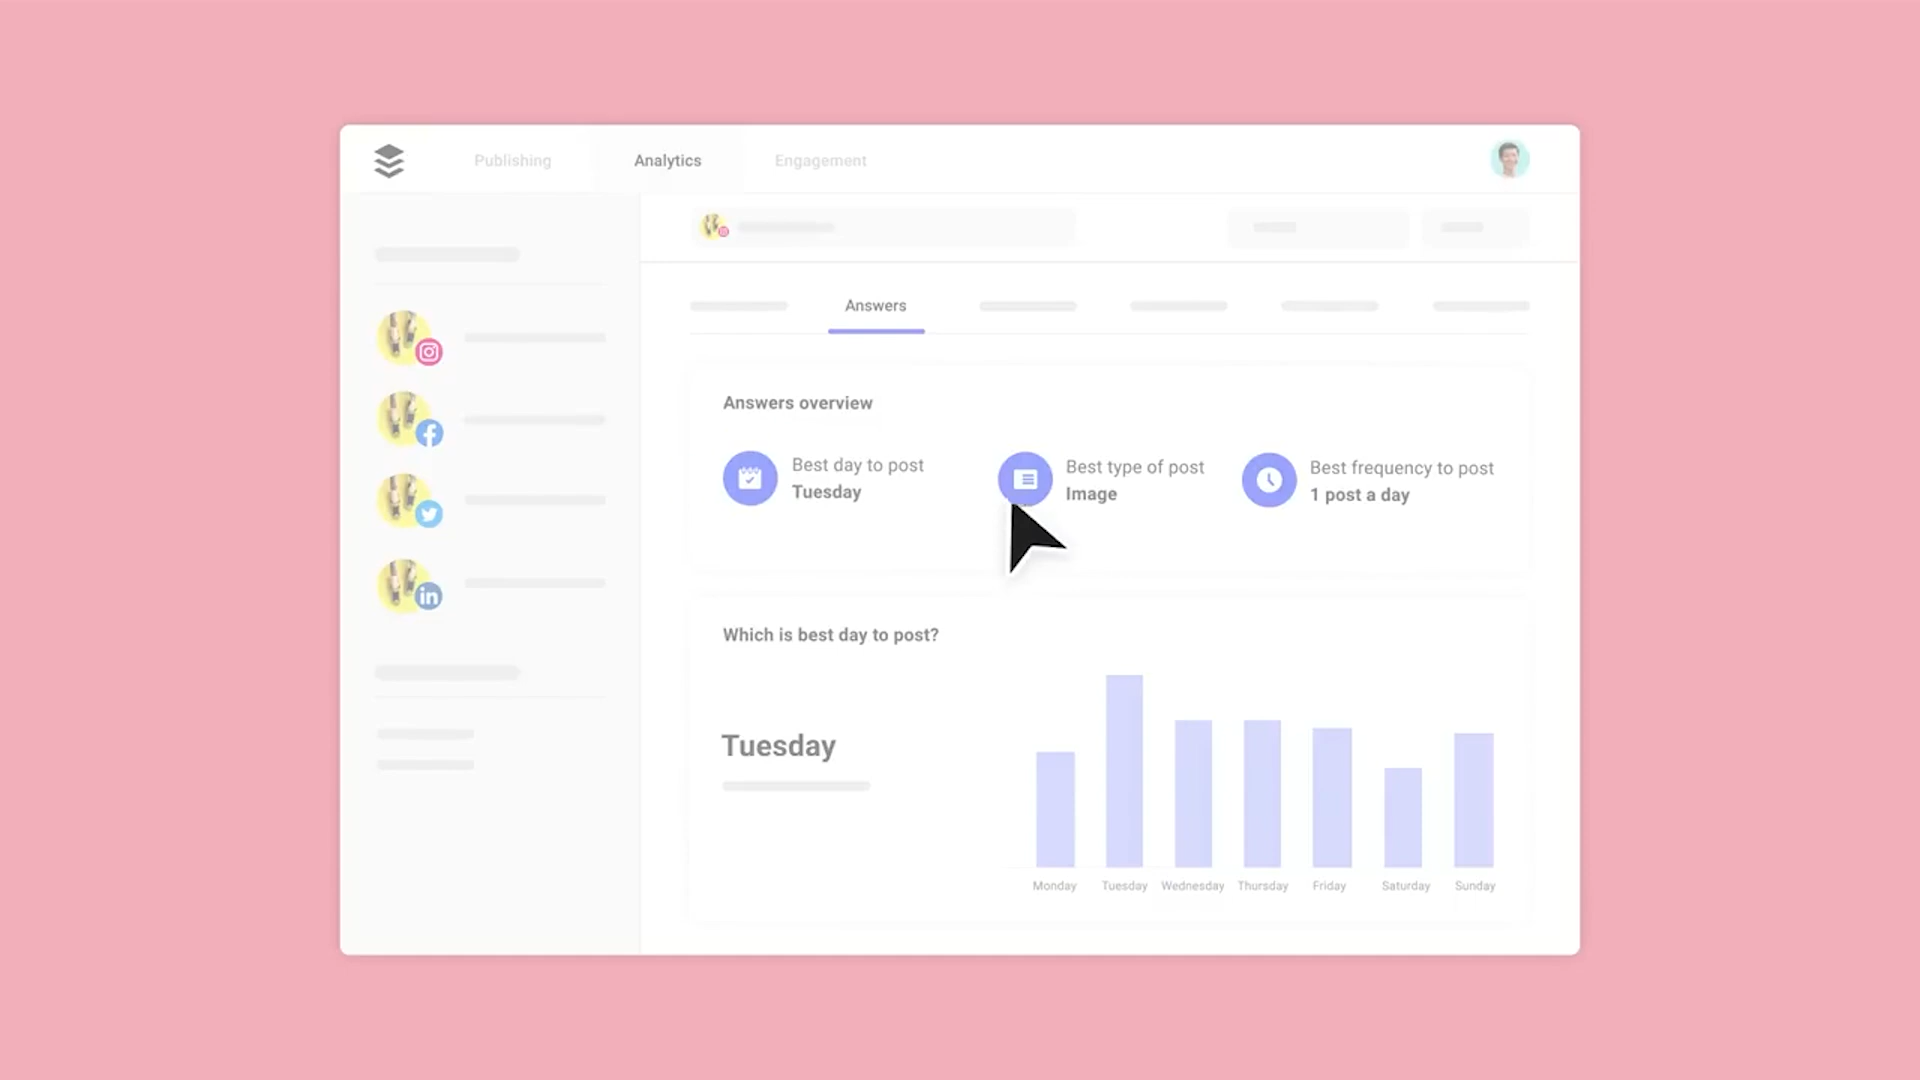 Publishing
Analytics
Engagement
Answers
Answers overview
Best day to post
Tuesday
Best type of post
Image
Best frequency to post
1 post a day
Which is best day to post?
Tuesday
Monday
Tuesday
Wednesday
Thursday
Friday
Saturday
Sunday